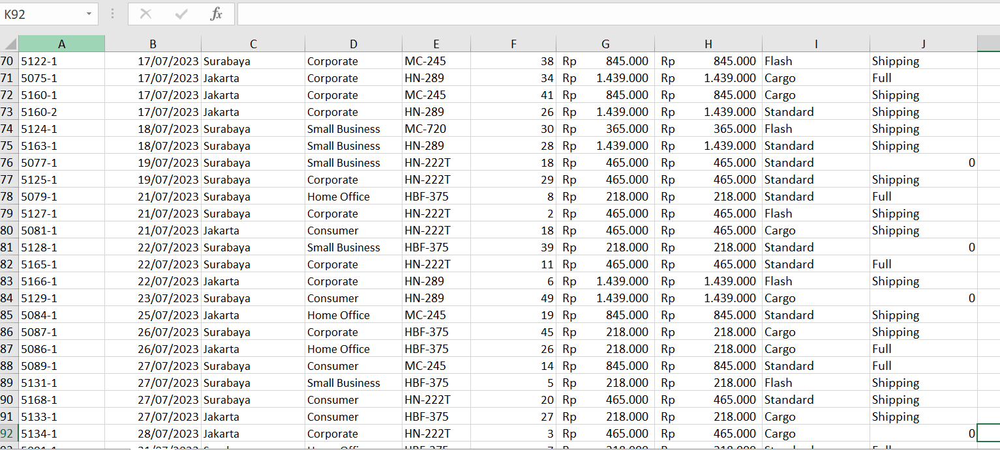 K92 fx
A B C D E F G H I J
70 5122-1 17/07/2023 Surabaya Corporate MC-245 38 Rp 845.000 Rp 845.000 Flash Shipping
71 5075-1 17/07/2023 Jakarta Corporate HN-289 34 Rp 1.439.000 Rp 1.439.000 Cargo Full
72 5160-1 17/07/2023 Jakarta Corporate MC-245 41 Rp 845.000 Rp 845.000 Cargo Shipping
73 5160-2 17/07/2023 Jakarta Corporate HN-289 26 Rp 1.439.000 Rp 1.439.000 Standard Shipping
74 5124-1 18/07/2023 Surabaya Small Business MC-720 30 Rp 365.000 Rp 365.000 Flash Shipping
75 5163-1 18/07/2023 Surabaya Small Business HN-289 28 Rp 1.439.000 Rp 1.439.000 Standard Shipping
76 5077-1 19/07/2023 Surabaya Small Business HN-222T 18 Rp 465.000 Rp 465.000 Standard 0
77 5125-1 19/07/2023 Surabaya Corporate HN-222T 29 Rp 465.000 Rp 465.000 Standard Shipping
78 5079-1 21/07/2023 Surabaya Home Office HBF-375 8 Rp 218.000 Rp 218.000 Standard Full
79 5127-1 21/07/2023 Surabaya Corporate HN-222T 2 Rp 465.000 Rp 465.000 Flash Shipping
80 5081-1 21/07/2023 Jakarta Consumer HN-222T 18 Rp 465.000 Rp 465.000 Cargo Shipping
81 5128-1 22/07/2023 Surabaya Small Business HBF-375 39 Rp 218.000 Rp 218.000 Standard 0
82 5165-1 22/07/2023 Surabaya Corporate HN-222T 11 Rp 465.000 Rp 465.000 Standard Full
83 5166-1 22/07/2023 Jakarta Corporate HN-289 6 Rp 1.439.000 Rp 1.439.000 Flash Shipping
84 5129-1 23/07/2023 Surabaya Consumer HN-289 49 Rp 1.439.000 Rp 1.439.000 Cargo 0
85 5084-1 25/07/2023 Jakarta Home Office MC-245 19 Rp 845.000 Rp 845.000 Standard Shipping
86 5087-1 26/07/2023 Surabaya Corporate HBF-375 45 Rp 218.000 Rp 218.000 Cargo Shipping
87 5086-1 26/07/2023 Jakarta Home Office HBF-375 26 Rp 218.000 Rp 218.000 Cargo Full
88 5089-1 27/07/2023 Surabaya Consumer MC-245 14 Rp 845.000 Rp 845.000 Standard Full
89 5131-1 27/07/2023 Surabaya Small Business HBF-375 5 Rp 218.000 Rp 218.000 Flash Shipping
90 5168-1 27/07/2023 Surabaya Consumer HN-222T 20 Rp 465.000 Rp 465.000 Standard Shipping
91 5133-1 27/07/2023 Jakarta Consumer HBF-375 27 Rp 218.000 Rp 218.000 Cargo Shipping
92 5134-1 28/07/2023 Jakarta Corporate HN-222T 3 Rp 465.000 Rp 465.000 Cargo 0